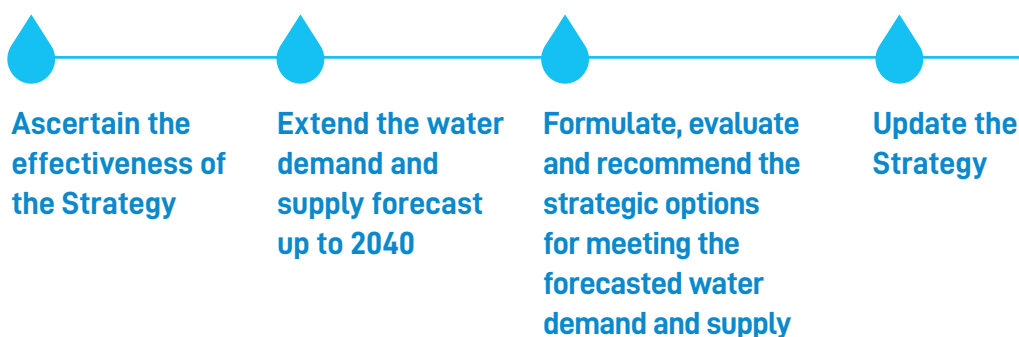 Ascertain the
effectiveness of
the Strategy
Extend the water
demand and
supply forecast
up to 2040
Formulate, evaluate
and recommend the
strategic options
for meeting the
forecasted water
demand and supply
Update the
Strategy